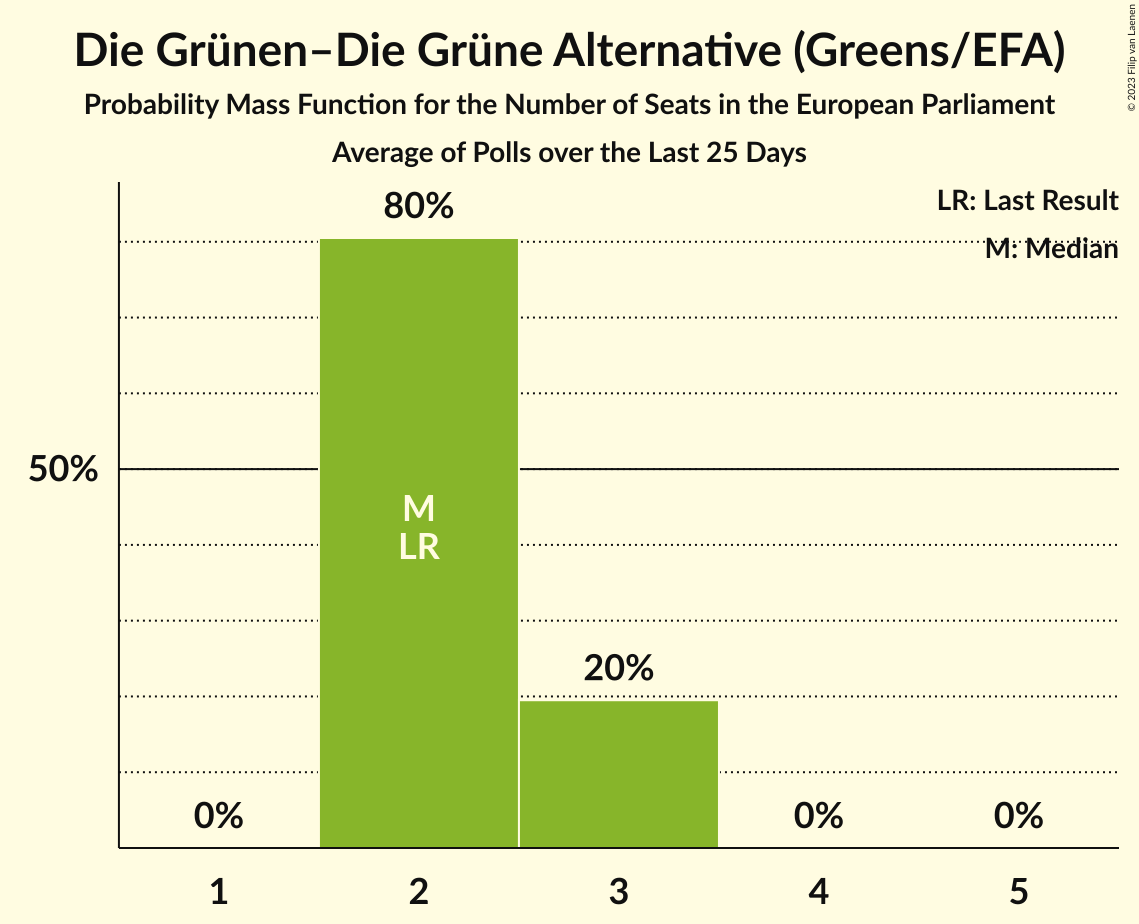 Die Grünen–Die Grüne Alternative (Greens/EFA)
Probability Mass Function for the Number of Seats in the European Parliament
Average of Polls over the Last 25 Days
© 2023 Filip van Laenen
LR: Last Result
M: Median
80%
50%
M
LR
20%
0%
0%
0%
1
2
3
4
5